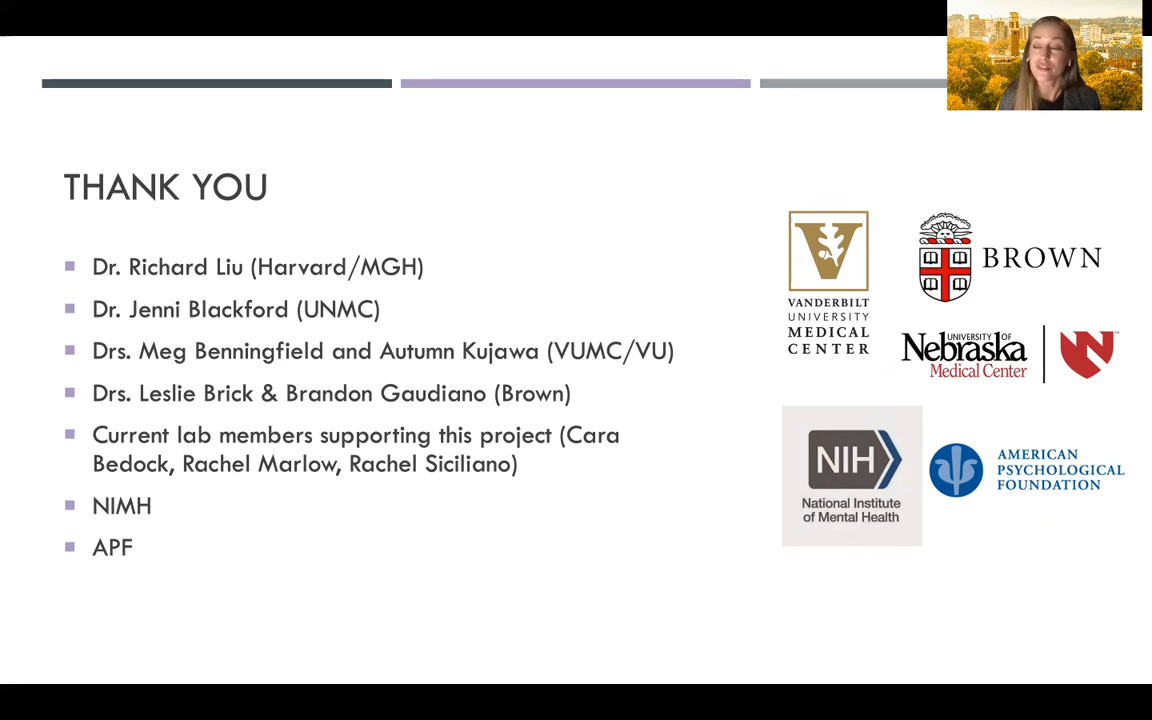 THANK YOU
Dr. Richard Liu (Harvard/MGH)
Dr. Jenni Blackford (UNMC)
Drs. Meg Benningfield and Autumn Kujawa (VUMC/VU)
Drs. Leslie Brick & Brandon Gaudiano (Brown)
Current lab members supporting this project (Cara
Bedock, Rachel Marlow, Rachel Siciliano)
NIMH
APF
V
VANDERBILT
UNIVERSITY
MEDICAL
CENTER
BROWN
UNIVERSITY OF
Nebraska
Medical Center
N
NIH
National Institute
of Mental Health
AMERICAN
PSYCHOLOGICAL
FOUNDATION